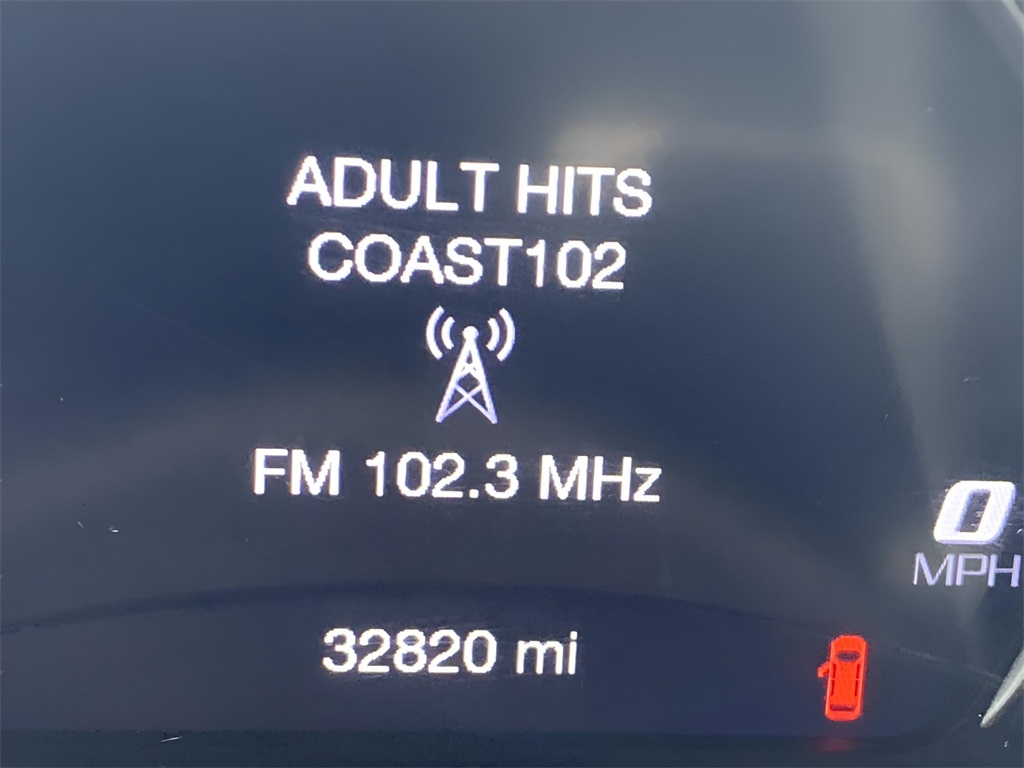 ADULT HITS
COAST102
FM 102.3 MHz
0
MPH
32820 mi